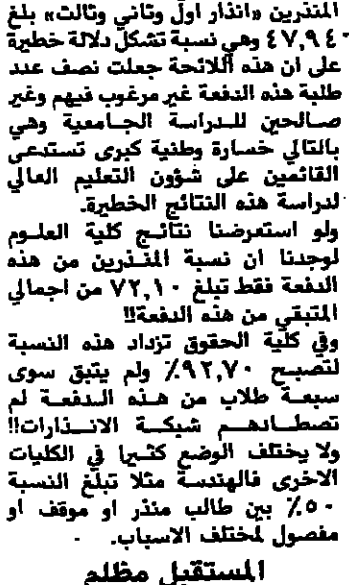 المنذرين «انذار اول وثاني وثالث» بلغ
٤٧,٩٤٠ وهي نسبة تشكل دلالة خطيرة
على ان هذه اللائحة جعلت نصف عدد
طلبة هذه الدفعة غير مرغوب فيهم وغير
صالحين للدراسة الجامعية وهي
بالتالي خسارة وطنية كبرى تستدعى
القائمين على شؤون التعليم العالي
لدراسة هذه النتائج الخطيرة.
ولو استعرضنا نتائج كلية العلوم
لوجدنا ان نسبة المنذرين من هذه
الدفعة فقط تبلغ ٧٢,١٠ من اجمالي
المتبقي من هذه الدفعة!!
وفي كلية الحقوق تزداد هذه النسبة
لتصبح ٩٢,٧٠٪ ولم يتبق سوى
سبعة طلاب من هذه الدفعة لم
تصطادهم شبكة الانذارات!!
ولا يختلف الوضع كثيرا في الكليات
الاخرى فالهندسة مثلا تبلغ النسبة
٥٠٪ بين طالب منذر او موقف او
مفصول لمختلف الاسباب.
المستقبل مظلم